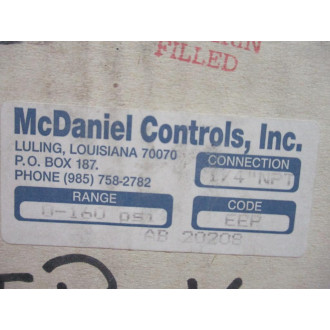 FILLED
McDaniel Controls, Inc.
LULING, LOUISIANA 70070
P.O. BOX 187.
PHONE (985) 758-2782
CONNECTION
1/4"NPT
RANGE
0-160 psi
CODE
EEP
AB 20208